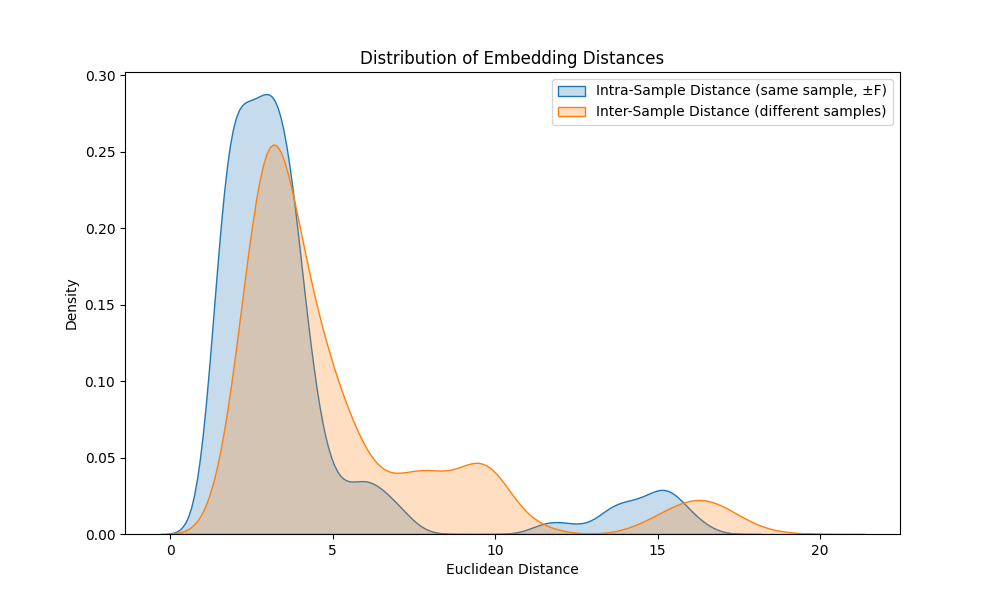 Distribution of Embedding Distances
Intra-Sample Distance (same sample, ±F)
Inter-Sample Distance (different samples)
Density
0.30
0.25
0.20
0.15
0.10
0.05
0.00
0 5 10 15 20
Euclidean Distance